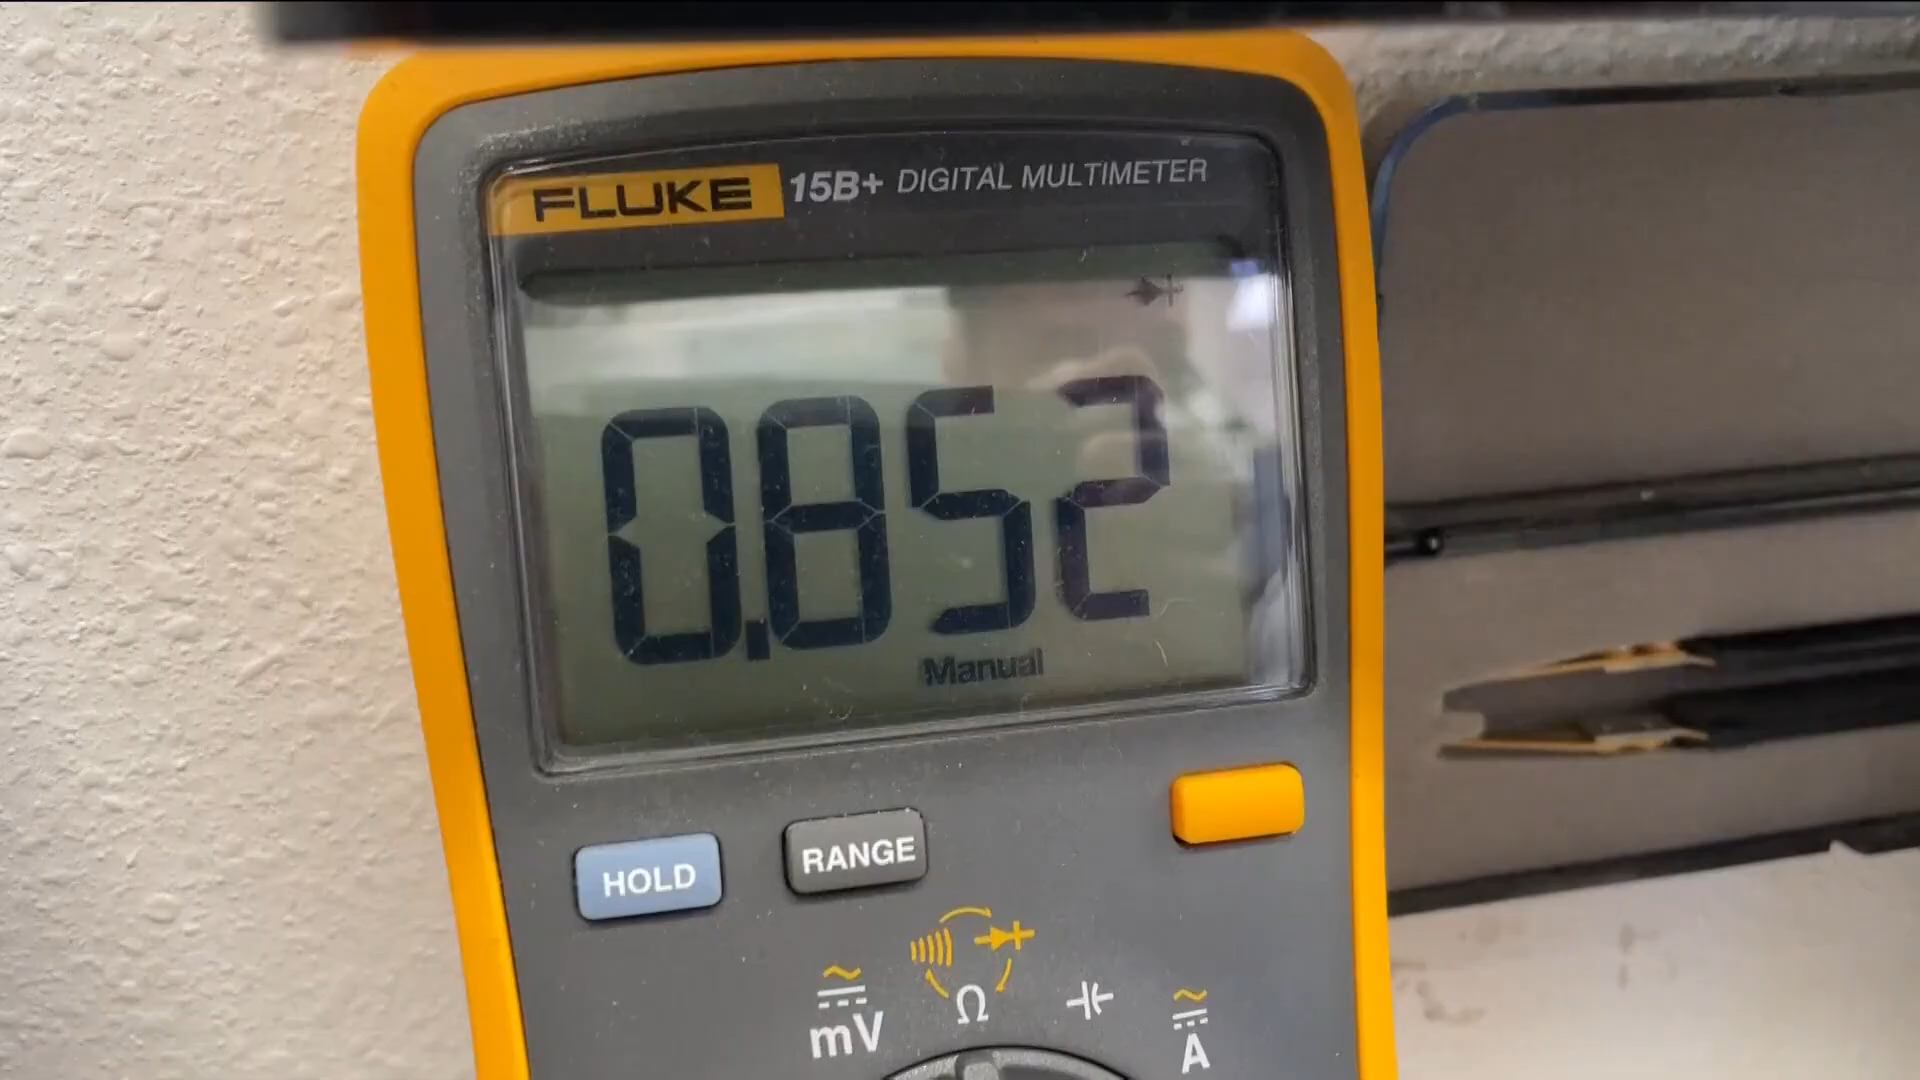 FLUKE 15B+ DIGITAL MULTIMETER
0.852
Manual
HOLD RANGE
mV Ω A